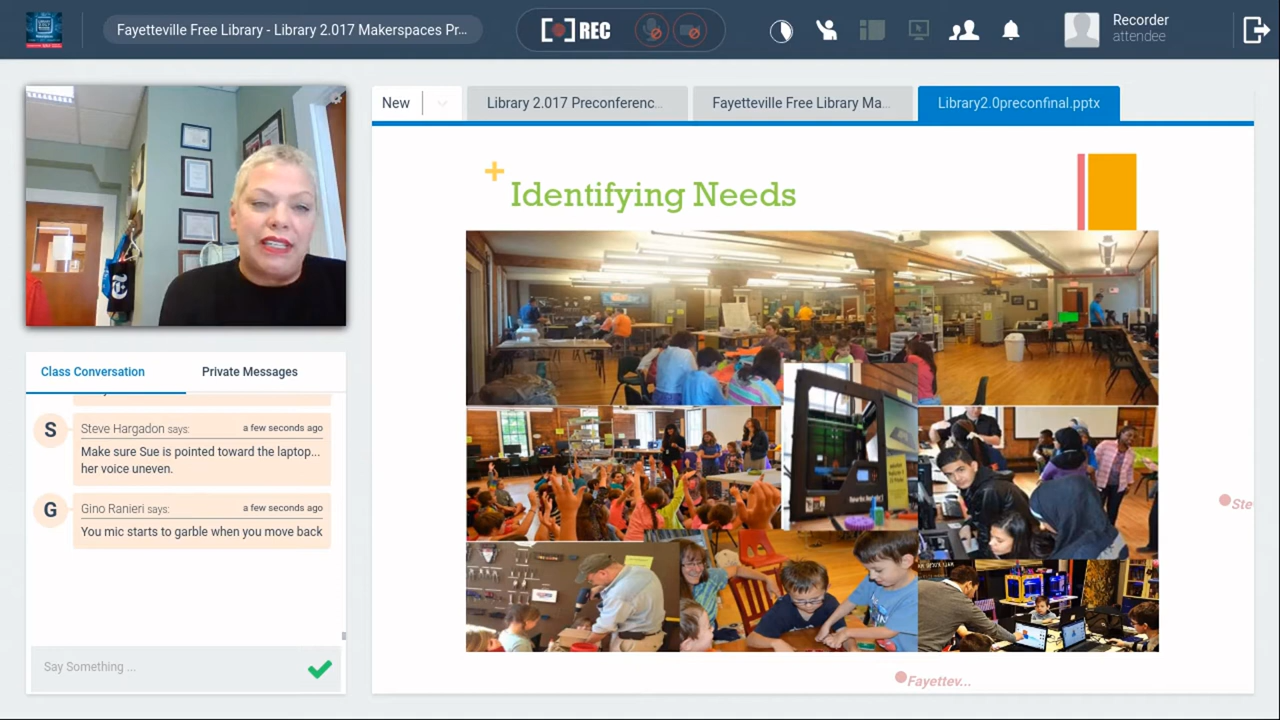 Fayetteville Free Library - Library 2.017 Makerspaces Pr...
REC
Recorder
attendee
New
Library 2.017 Preconferenc...
Fayetteville Free Library Ma...
Library2.0preconfinal.pptx
+
Identifying Needs
Class Conversation
Private Messages
S
Steve Hargadon says:
a few seconds ago
Make sure Sue is pointed toward the laptop...
her voice uneven.
G
Gino Ranieri says:
a few seconds ago
You mic starts to garble when you move back
Say Something ...
Ste
Fayettev...